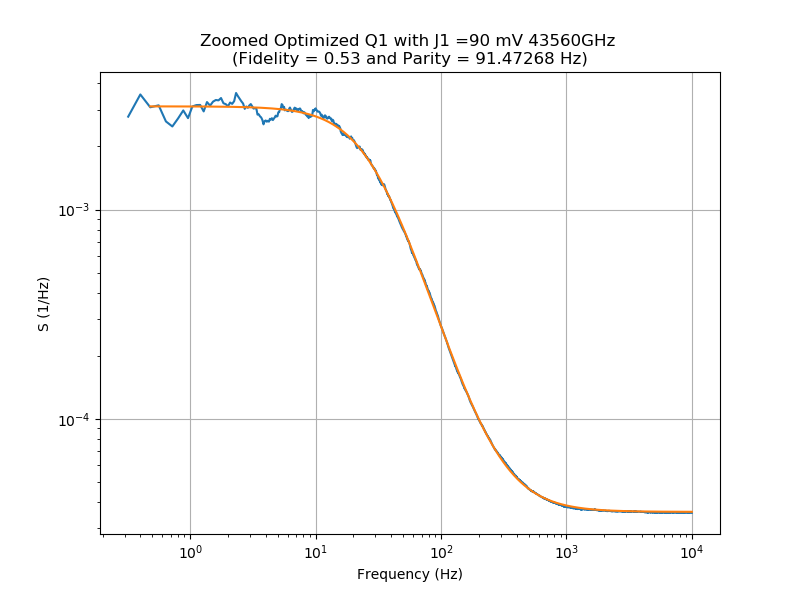 Zoomed Optimized Q1 with J1 =90 mV 43560GHz
(Fidelity = 0.53 and Parity = 91.47268 Hz)
S (1/Hz)
10⁻³
10⁻⁴
10⁰ 10¹ 10² 10³ 10⁴
Frequency (Hz)